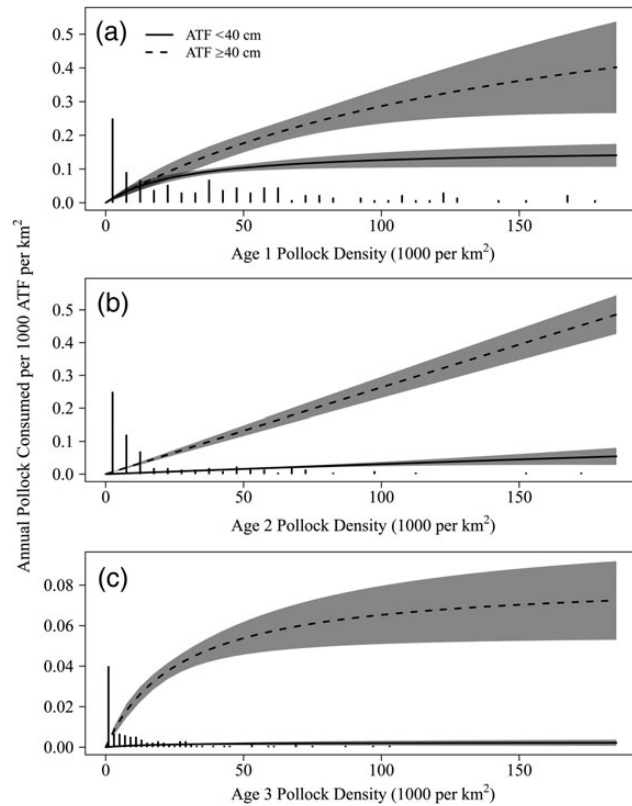 Annual Pollock Consumed per 1000 ATF per km²
(a)
ATF <40 cm
ATF ≥40 cm
0.5
0.4
0.3
0.2
0.1
0.0
0 50 100 150
Age 1 Pollock Density (1000 per km²)
(b)
0.5
0.4
0.3
0.2
0.1
0.0
0 50 100 150
Age 2 Pollock Density (1000 per km²)
(c)
0.08
0.06
0.04
0.02
0.00
0 50 100 150
Age 3 Pollock Density (1000 per km²)